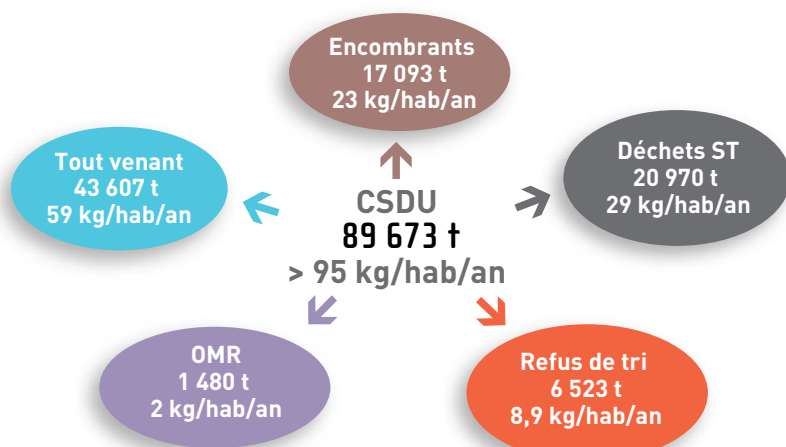 Encombrants
17 093 t
23 kg/hab/an
Tout venant
43 607 t
59 kg/hab/an
Déchets ST
20 970 t
29 kg/hab/an
CSDU
89 673 t
> 95 kg/hab/an
OMR
1 480 t
2 kg/hab/an
Refus de tri
6 523 t
8,9 kg/hab/an